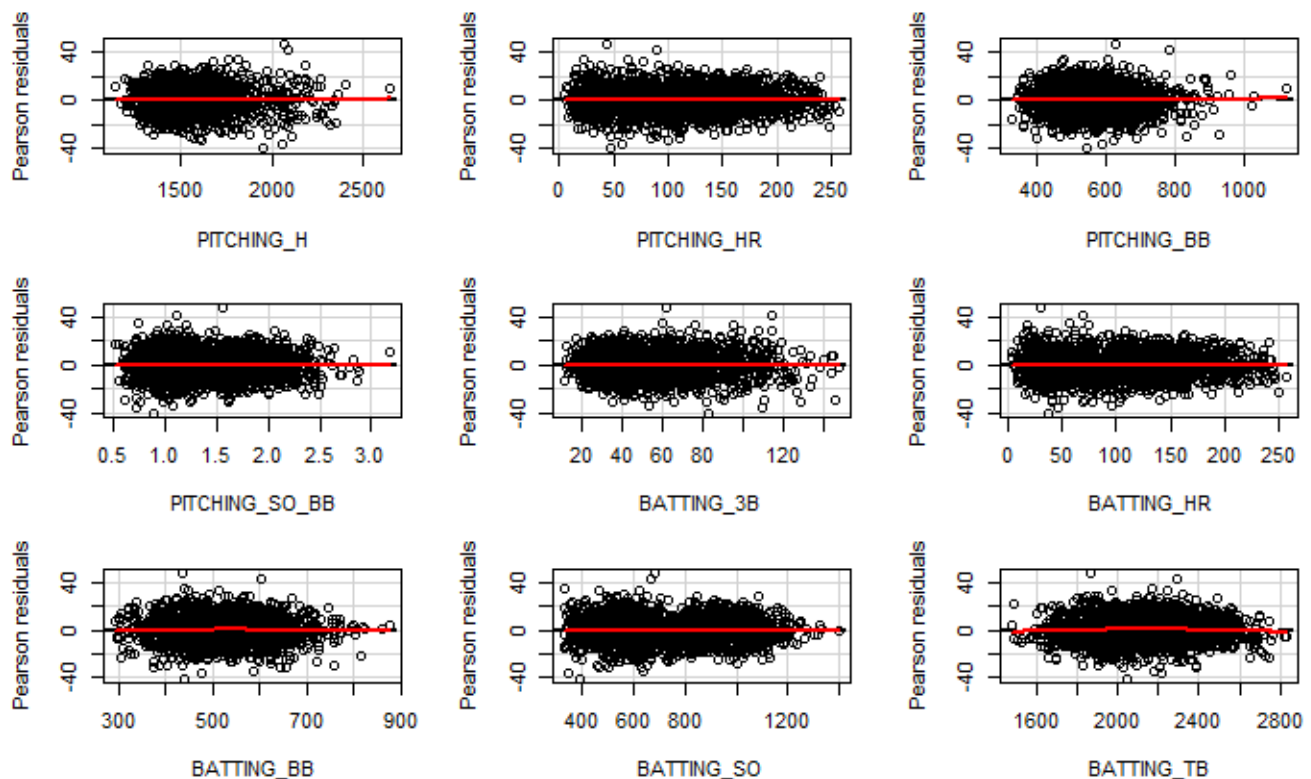 Pearson residuals
40
0
-40
1500
2000
2500
PITCHING_H
Pearson residuals
40
0
-40
0 50 100 150 200 250
PITCHING_HR
Pearson residuals
40
0
-40
400 600 800 1000
PITCHING_BB
Pearson residuals
40
0
-40
0.5 1.0 1.5 2.0 2.5 3.0
PITCHING_SO_BB
Pearson residuals
40
0
-40
20 40 60 80 120
BATTING_3B
Pearson residuals
40
0
-40
0 50 100 150 200 250
BATTING_HR
Pearson residuals
40
0
-40
300 500 700 900
BATTING_BB
Pearson residuals
40
0
-40
400 600 800 1200
BATTING_SO
Pearson residuals
40
0
-40
1600 2000 2400 2800
BATTING_TB